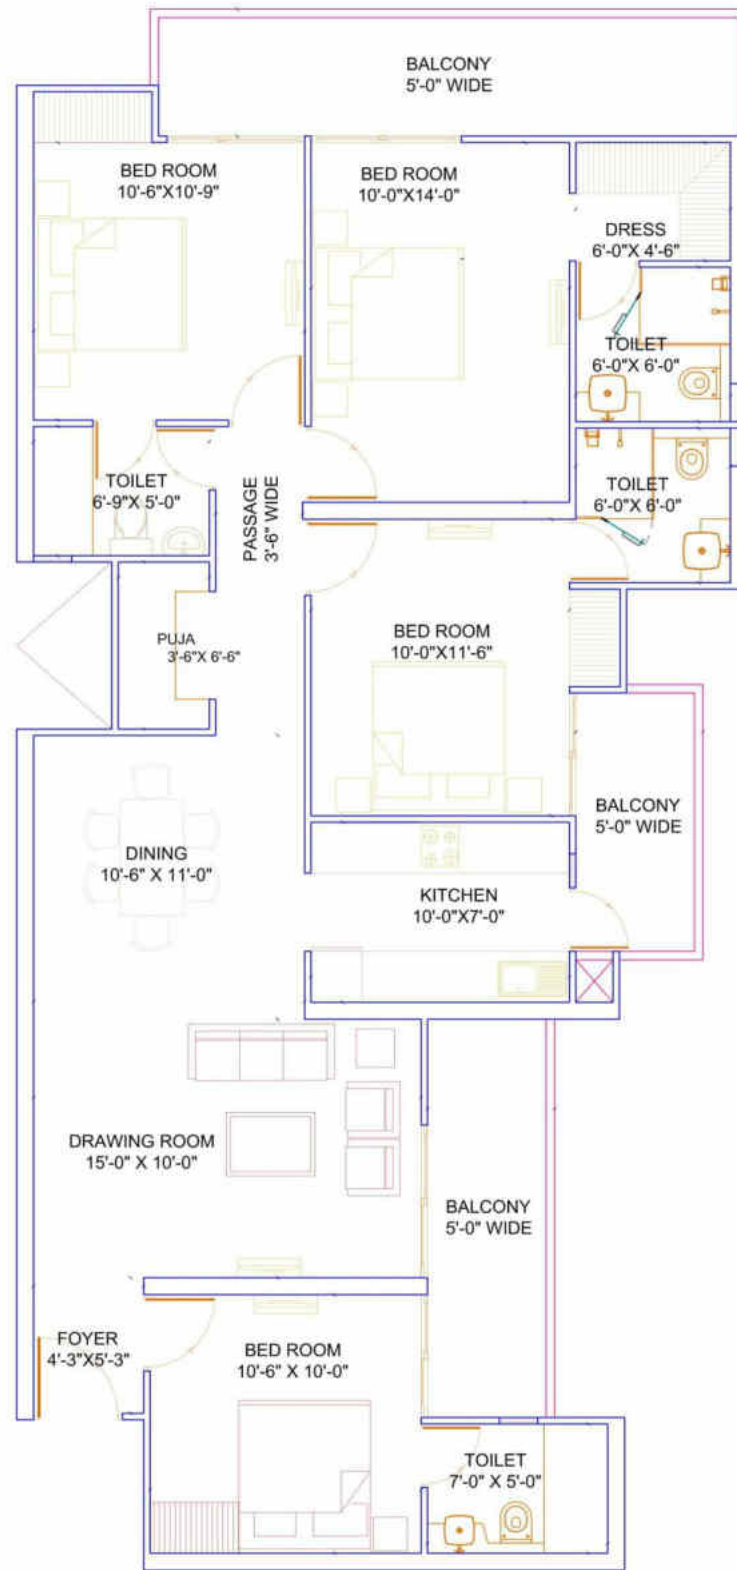 BALCONY
5'-0" WIDE
BED ROOM
10'-6"X10'-9"
BED ROOM
10'-0"X14'-0"
DRESS
6'-0"X 4'-6"
TOILET
6'-0"X 6'-0"
TOILET
6'-9"X 5'-0"
PASSAGE
3'-6" WIDE
TOILET
6'-0"X 6'-0"
PUJA
3'-6"X 6'-6"
BED ROOM
10'-0"X11'-6"
BALCONY
5'-0" WIDE
DINING
10'-6" X 11'-0"
KITCHEN
10'-0"X7'-0"
DRAWING ROOM
15'-0" X 10'-0"
BALCONY
5'-0" WIDE
FOYER
4'-3"X5'-3"
BED ROOM
10'-6" X 10'-0"
TOILET
7'-0" X 5'-0"